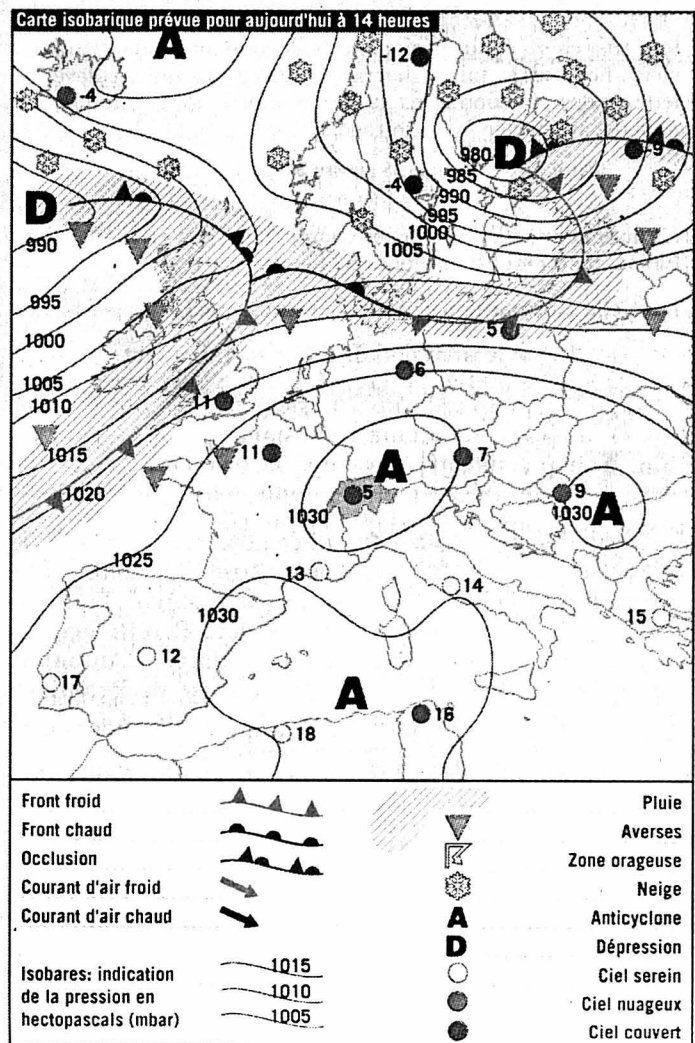 Carte isobarique prévue pour aujourd'hui à 14 heures
A
-12
-4
D
980
D
-9
985
-4
990
995
1000
1005
990
995
1000
1005
1010
5
6
11
1015
11
A
7
1020
5
9
1030
1030
A
1025
13
14
1030
15
12
17
A
16
18
Front froid
Front chaud
Occlusion
Courant d'air froid
Courant d'air chaud
Isobares: indication
de la pression en
hectopascals (mbar)
1015
1010
1005
Pluie
Averses
Zone orageuse
Neige
A Anticyclone
D Dépression
Ciel serein
Ciel nuageux
Ciel couvert